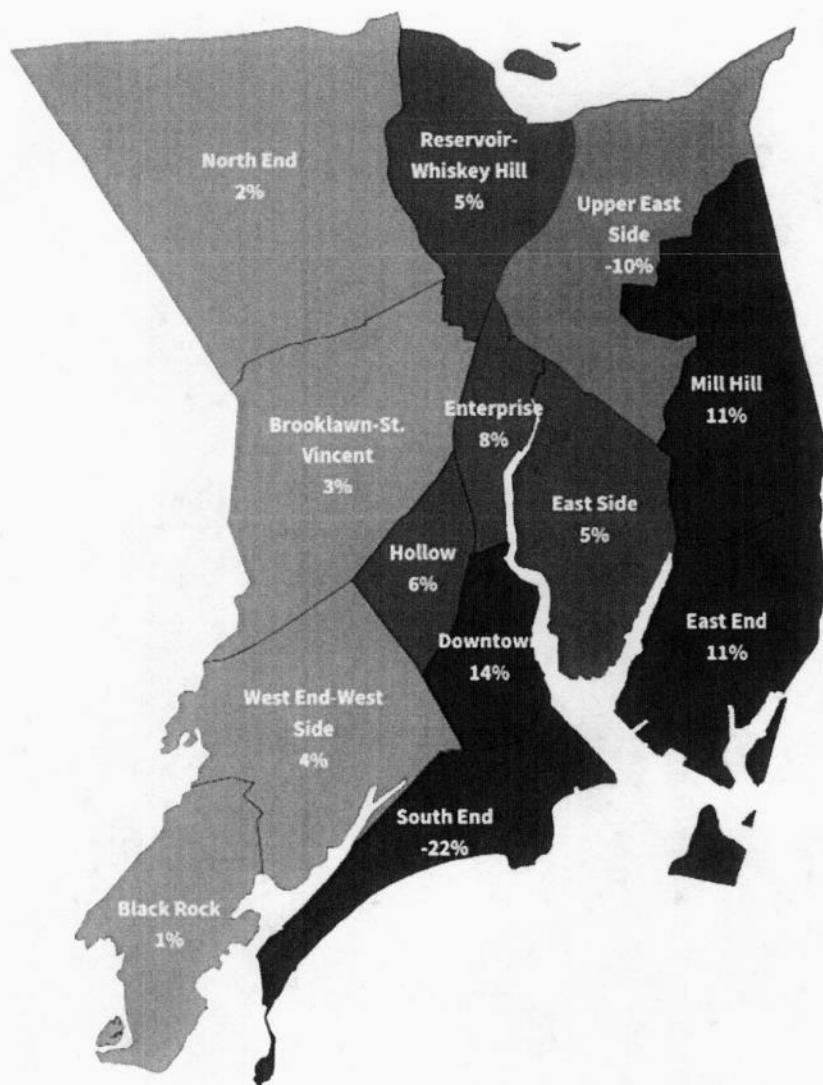 North End
2%
Reservoir-
Whiskey Hill
5%
Upper East
Side
-10%
Mill Hill
11%
Enterprise
8%
Brooklawn-St.
Vincent
3%
East Side
5%
Hollow
6%
East End
11%
Downtown
14%
West End-West
Side
4%
South End
-22%
Black Rock
1%